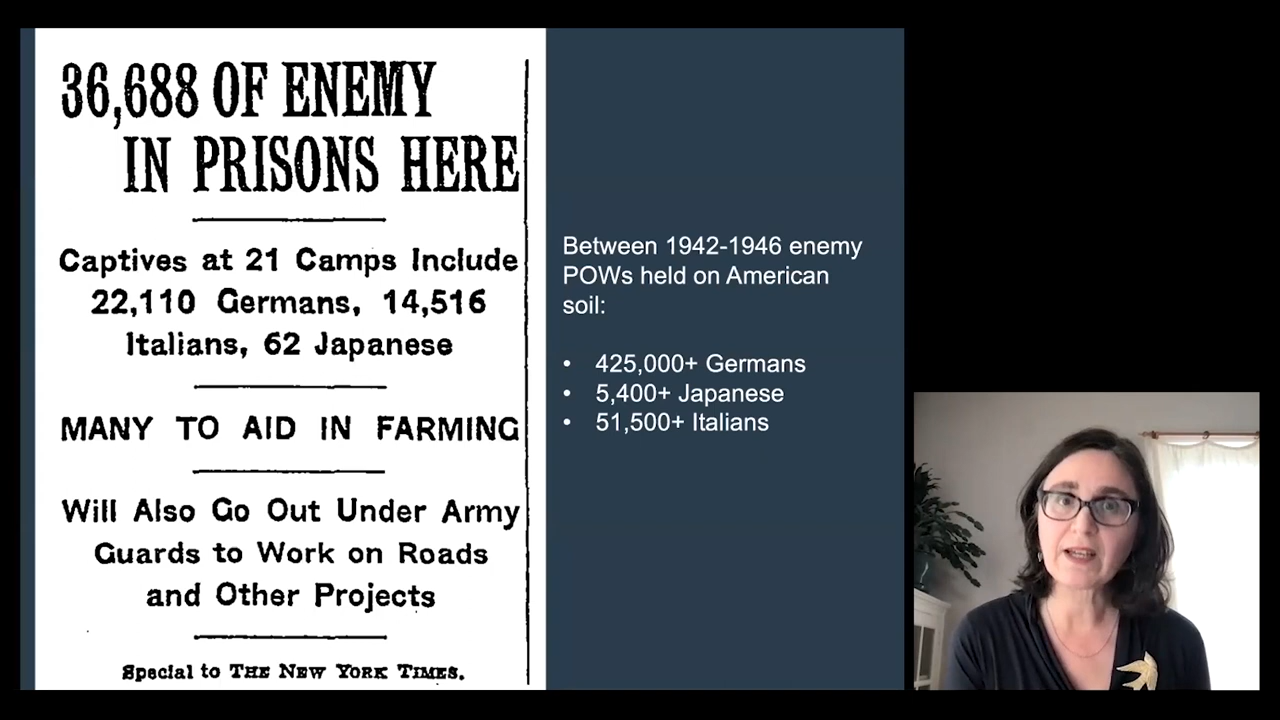 36,688 OF ENEMY
IN PRISONS HERE
Captives at 21 Camps Include
22,110 Germans, 14,516
Italians, 62 Japanese
MANY TO AID IN FARMING
Will Also Go Out Under Army
Guards to Work on Roads
and Other Projects
Special to THE NEW YORK TIMES.
Between 1942-1946 enemy
POWs held on American
soil:
• 425,000+ Germans
• 5,400+ Japanese
• 51,500+ Italians